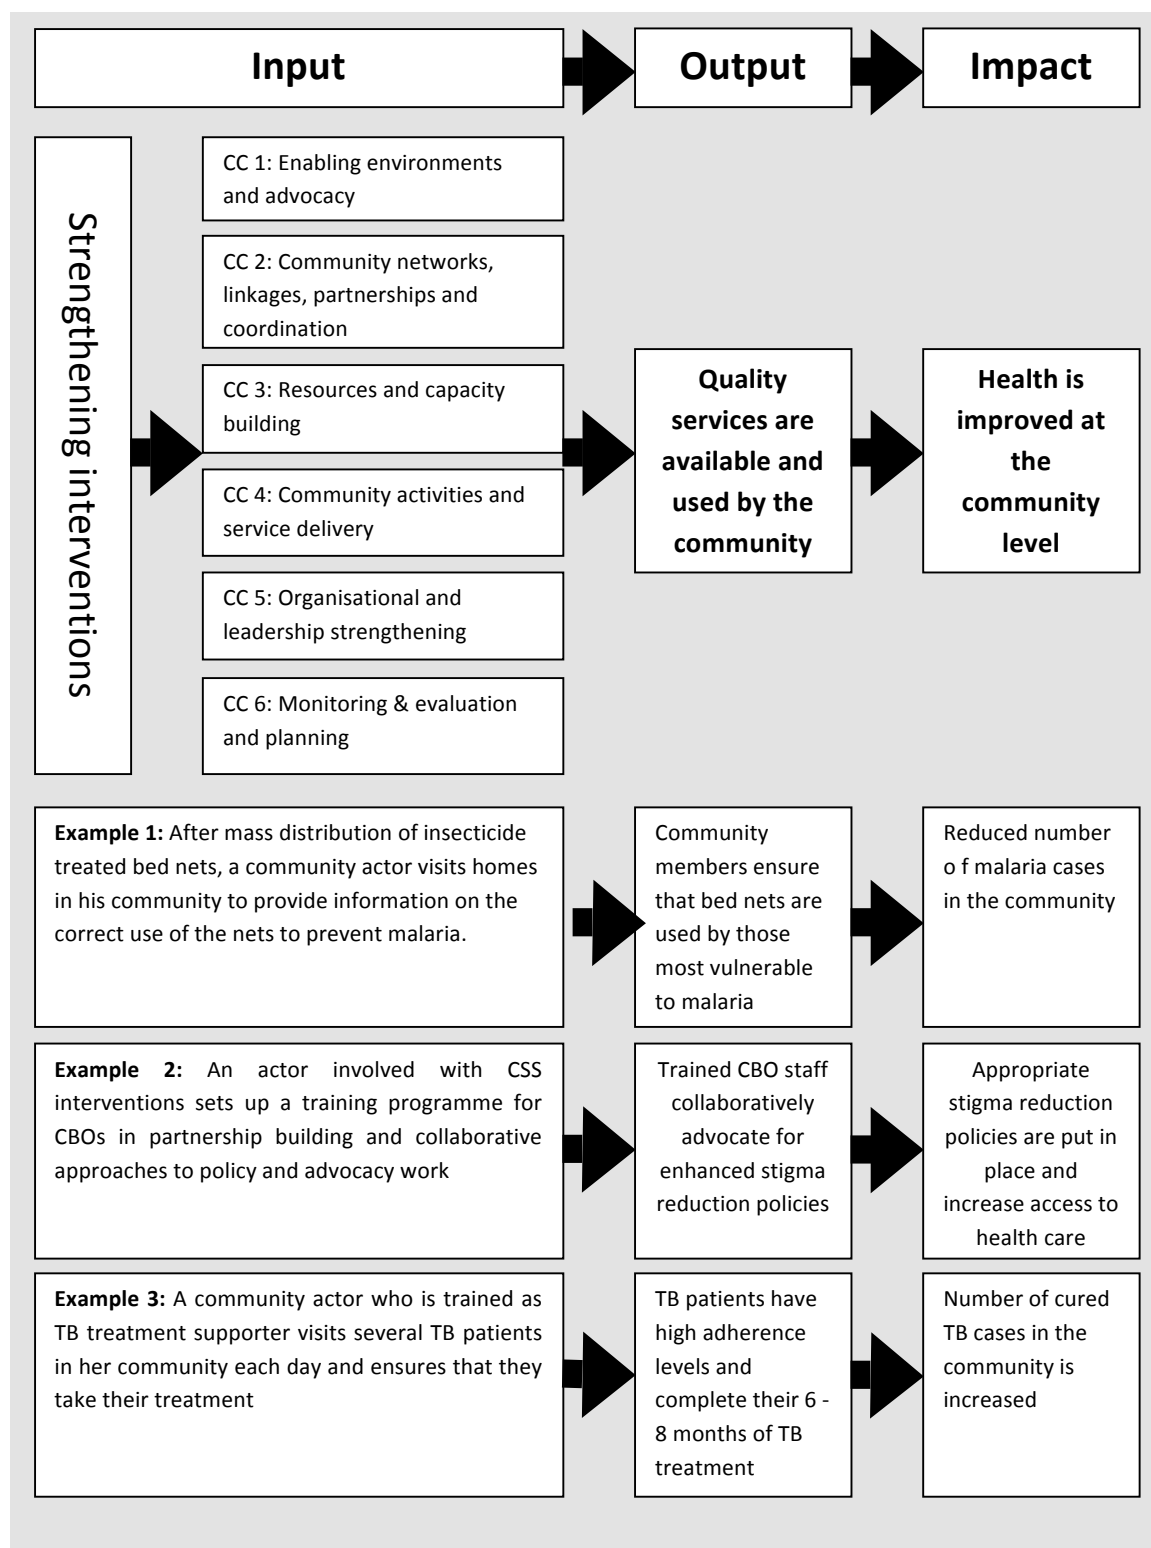 Input
Output
Impact
Strengthening interventions
CC 1: Enabling environments
and advocacy
CC 2: Community networks,
linkages, partnerships and
coordination
CC 3: Resources and capacity
building
CC 4: Community activities and
service delivery
CC 5: Organisational and
leadership strengthening
CC 6: Monitoring & evaluation
and planning
Quality
services are
available and
used by the
community
Health is
improved at
the
community
level
Example 1: After mass distribution of insecticide
treated bed nets, a community actor visits homes
in his community to provide information on the
correct use of the nets to prevent malaria.
Community
members ensure
that bed nets are
used by those
most vulnerable
to malaria
Reduced number
o f malaria cases
in the community
Example 2: An actor involved with CSS
interventions sets up a training programme for
CBOs in partnership building and collaborative
approaches to policy and advocacy work
Trained CBO staff
collaboratively
advocate for
enhanced stigma
reduction policies
Appropriate
stigma reduction
policies are put in
place and
increase access to
health care
Example 3: A community actor who is trained as
TB treatment supporter visits several TB patients
in her community each day and ensures that they
take their treatment
TB patients have
high adherence
levels and
complete their 6 -
8 months of TB
treatment
Number of cured
TB cases in the
community is
increased